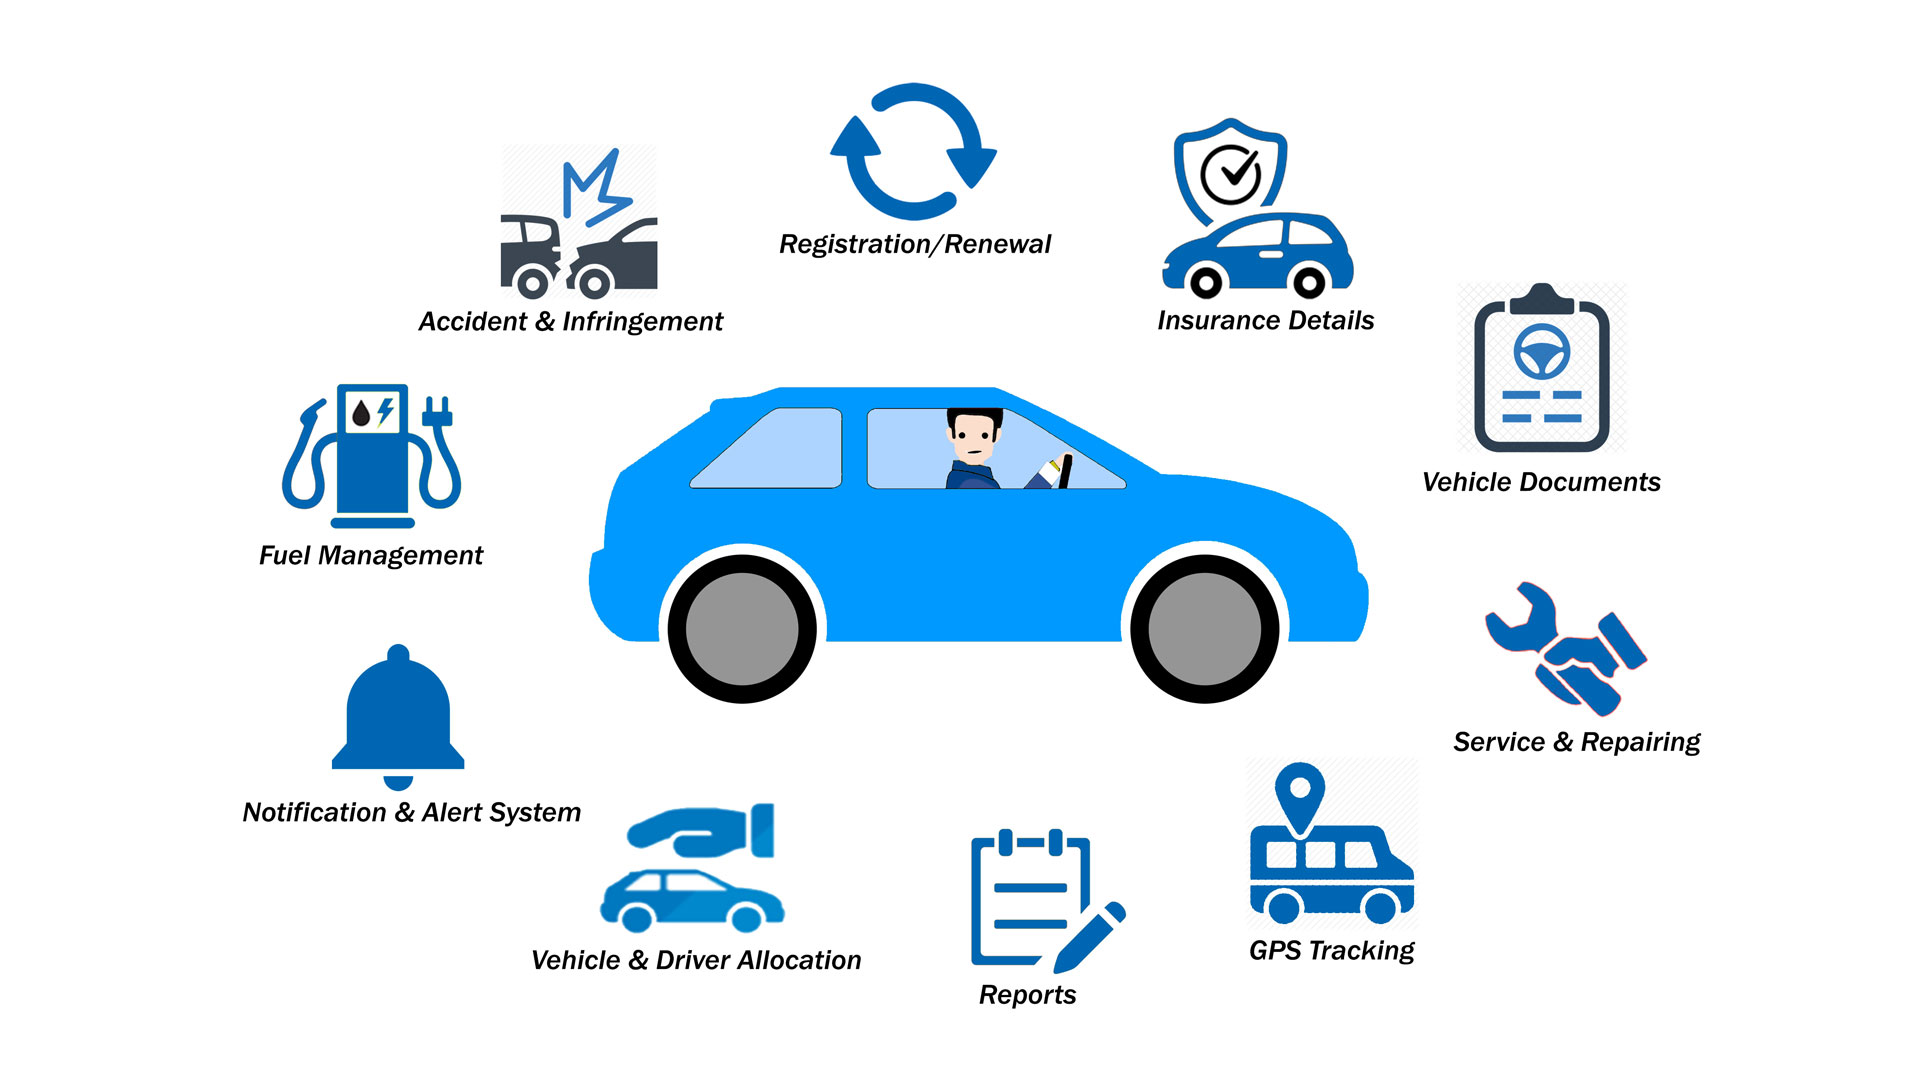 Registration/Renewal
Accident & Infringement
Insurance Details
Vehicle Documents
Fuel Management
Service & Repairing
Notification & Alert System
GPS Tracking
Vehicle & Driver Allocation
Reports